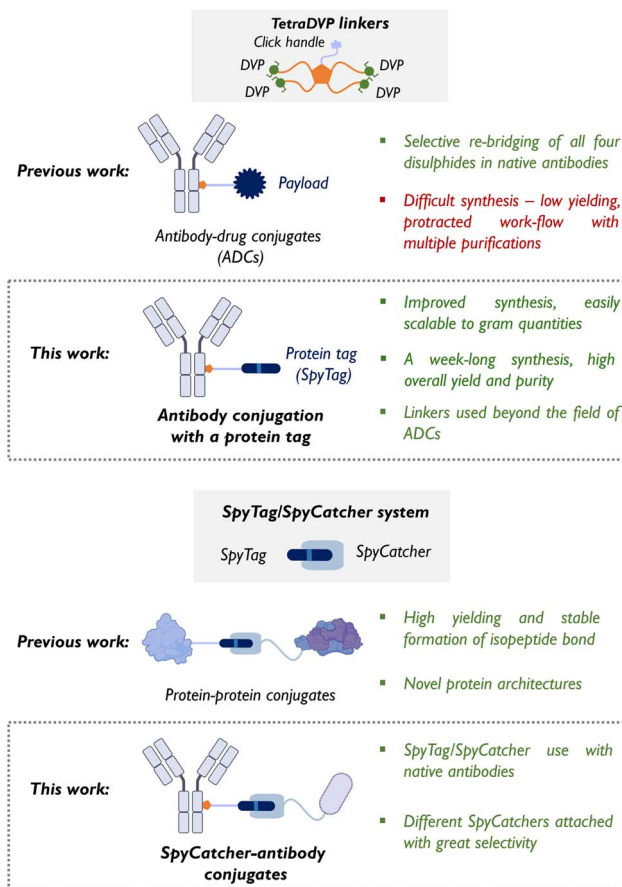 TetraDVP linkers
Click handle
DVP
DVP
DVP
DVP
Previous work:
Payload
Antibody-drug conjugates
(ADCs)
▪ Selective re-bridging of all four
disulphides in native antibodies
▪ Difficult synthesis – low yielding,
protracted work-flow with
multiple purifications
This work:
Protein tag
(SpyTag)
Antibody conjugation
with a protein tag
▪ Improved synthesis, easily
scalable to gram quantities
▪ A week-long synthesis, high
overall yield and purity
▪ Linkers used beyond the field of
ADCs
SpyTag/SpyCatcher system
SpyTag
SpyCatcher
Previous work:
Protein-protein conjugates
▪ High yielding and stable
formation of isopeptide bond
▪ Novel protein architectures
This work:
SpyCatcher-antibody
conjugates
▪ SpyTag/SpyCatcher use with
native antibodies
▪ Different SpyCatchers attached
with great selectivity